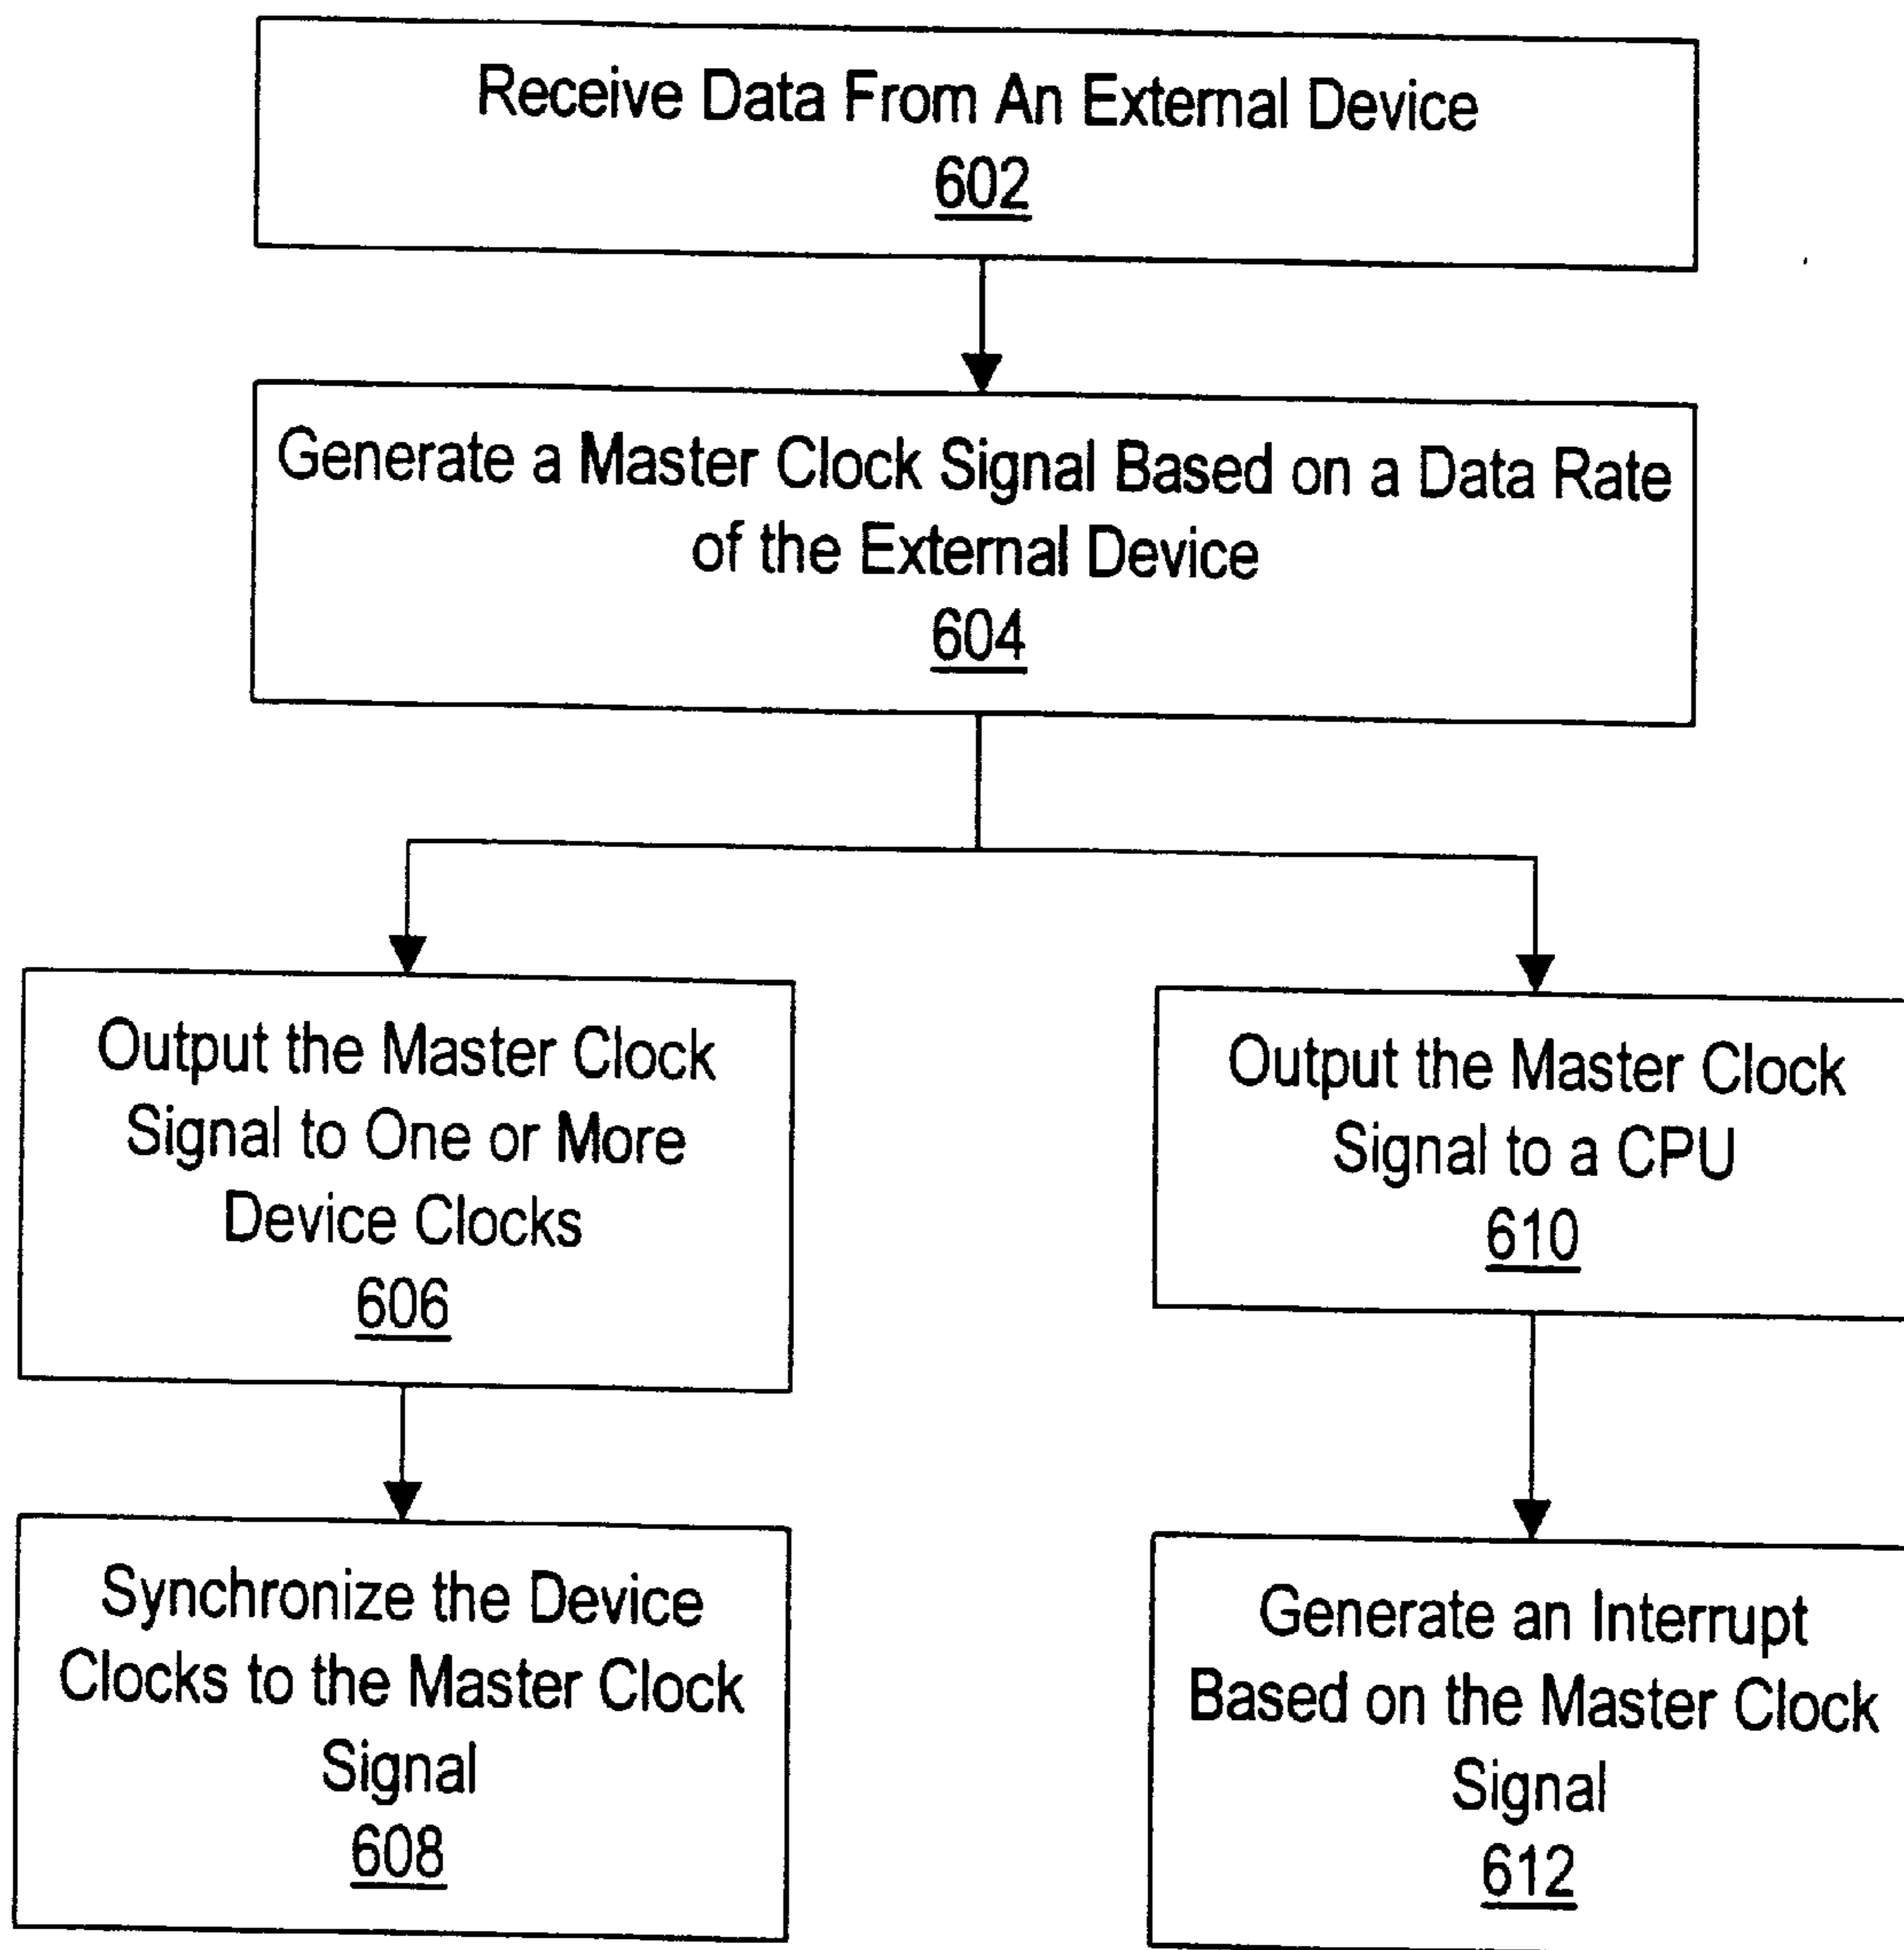 Receive Data From An External Device
602
Generate a Master Clock Signal Based on a Data Rate
of the External Device
604
Output the Master Clock
Signal to One or More
Device Clocks
606
Synchronize the Device
Clocks to the Master Clock
Signal
608
Output the Master Clock
Signal to a CPU
610
Generate an Interrupt
Based on the Master Clock
Signal
612